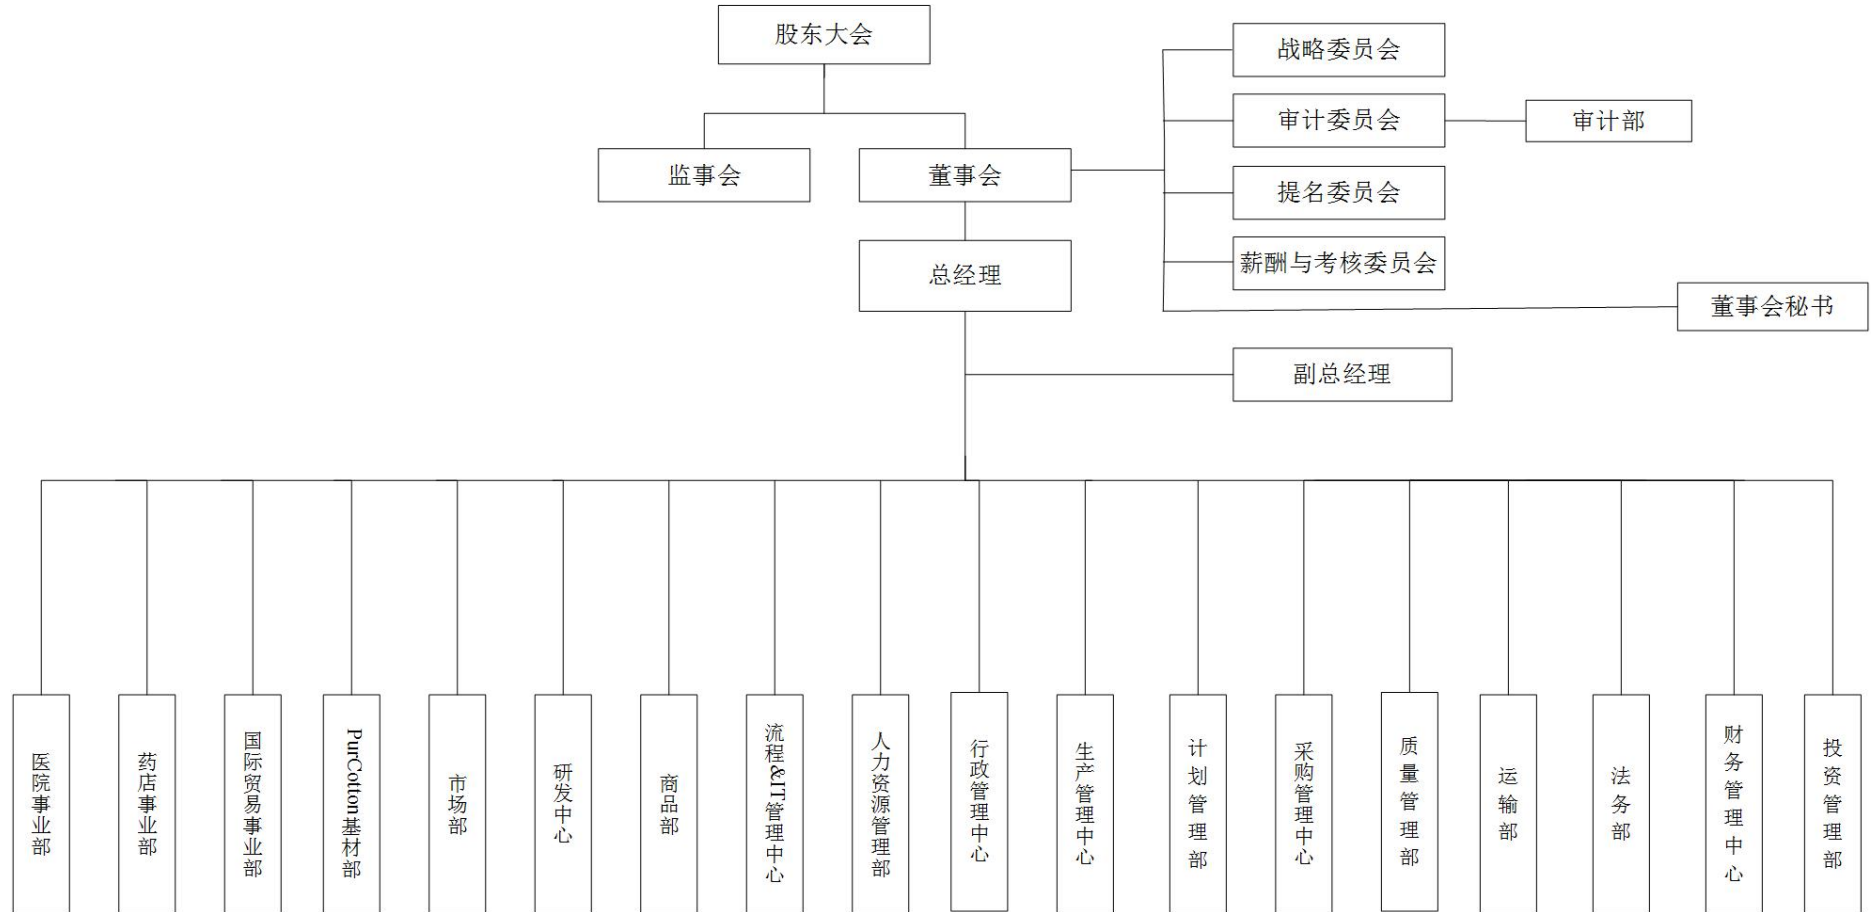 股东大会
战略委员会
审计委员会
审计部
监事会
董事会
提名委员会
总经理
薪酬与考核委员会
董事会秘书
副总经理
医院事业部
药店事业部
国际贸易事业部
PurCotton基材部
市场部
研发中心
商品部
流程&IT管理中心
人力资源管理部
行政管理中心
生产管理中心
计划管理部
采购管理中心
质量管理部
运输部
法务部
财务管理中心
投资管理部